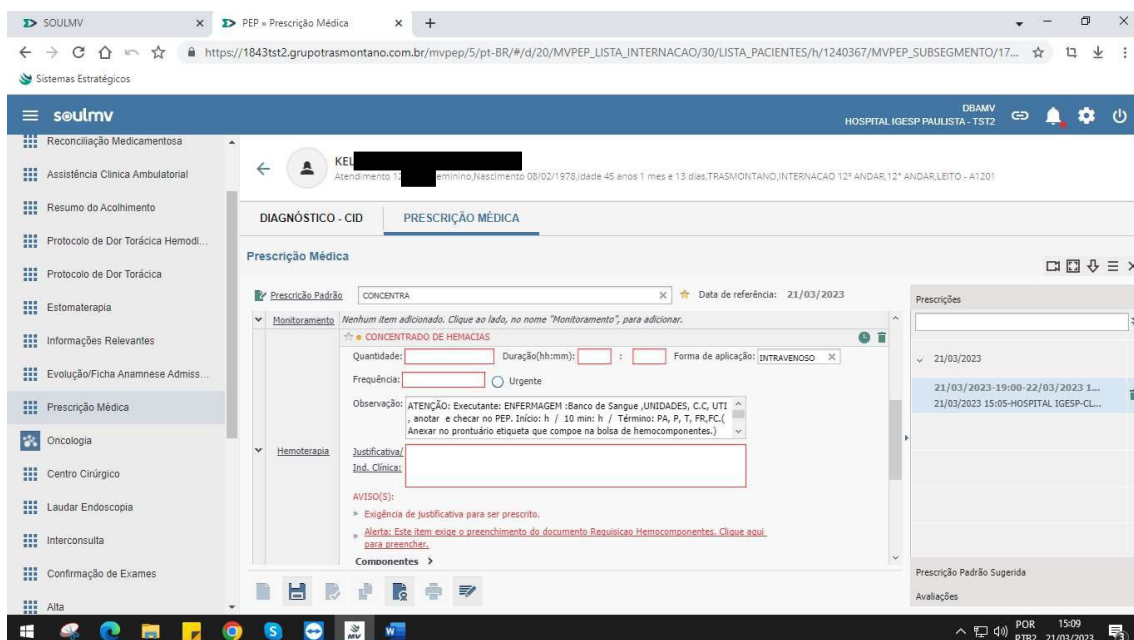 SOULMV
PEP » Prescrição Médica
https://1843tst2.grupotrasmontano.com.br/mvpep/5/pt-BR/#/d/20/MVPEP_LISTA_INTERNACAO/30/LISTA_PACIENTES/h/1240367/MVPEP_SUBSEGMENTO/17...
Sistemas Estratégicos
soulmv
DBAMV
HOSPITAL IGESP PAULISTA - TST2
Reconciliação Medicamentosa
Assistência Clinica Ambulatorial
Resumo do Acolhimento
Protocolo de Dor Torácica Hemodi...
Protocolo de Dor Torácica
Estomaterapia
Informações Relevantes
Evolução/Ficha Anamnese Admiss...
Prescrição Médica
Oncologia
Centro Cirúrgico
Laudar Endoscopia
Interconsulta
Confirmação de Exames
Alta
KEL
Atendimento 12 eminino,Nascimento 08/02/1978,Idade 45 anos 1 mes e 13 dias,TRASMONTANO,INTERNACAO 12º ANDAR,12º ANDAR,LEITO - A1201
DIAGNÓSTICO - CID PRESCRIÇÃO MÉDICA
Prescrição Médica
Prescrição Padrão CONCENTRA Data de referência: 21/03/2023
Monitoramento Nenhum item adicionado. Clique ao lado, no nome "Monitoramento", para adicionar.
CONCENTRADO DE HEMACIAS
Quantidade: Duração(hh:mm): : Forma de aplicação: INTRAVENOSO
Frequência: Urgente
Observação: ATENÇÃO: Executante: ENFERMAGEM :Banco de Sangue ,UNIDADES, C.C, UTI
, anotar e checar no PEP. Início: h / 10 min: h / Término: PA, P, T, FR,FC.(
Anexar no prontuário etiqueta que compoe na bolsa de hemocomponentes.)
Hemoterapia
Justificativa/
Ind. Clínica:
AVISO(S):
» Exigência de justificativa para ser prescrito.
» Alerta: Este item exige o preenchimento do documento Requisicao Hemocomponentes. Clique aqui
para preencher.
Componentes >
Prescrições
21/03/2023
21/03/2023-19:00-22/03/2023 1...
21/03/2023 15:05-HOSPITAL IGESP-CL...
Prescrição Padrão Sugerida
Avaliações
MV
POR
PTB2
15:09
21/03/2023